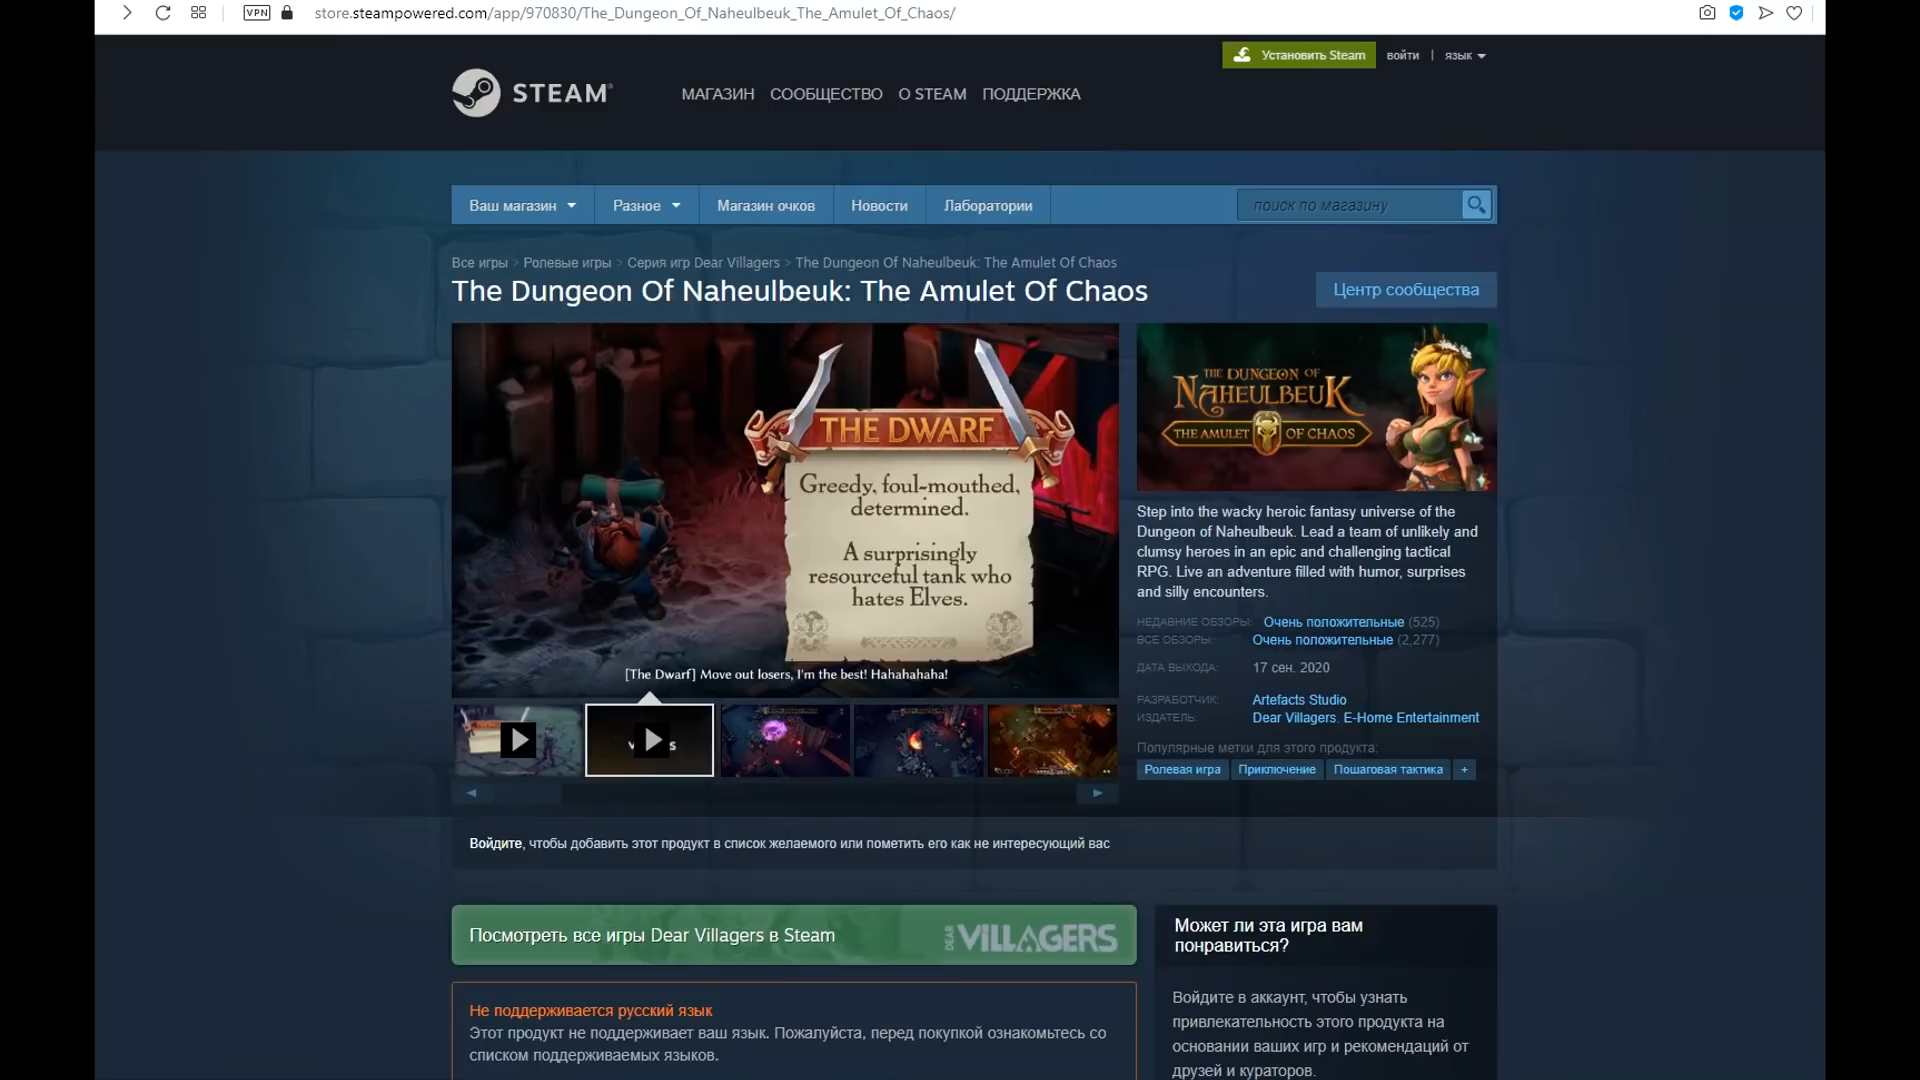 VPN
store.steampowered.com/app/970830/The_Dungeon_Of_Naheulbeuk_The_Amulet_Of_Chaos/
Установить Steam
войти | язык
STEAM®
МАГАЗИН СООБЩЕСТВО О STEAM ПОДДЕРЖКА
Ваш магазин
Разное
Магазин очков
Новости
Лаборатории
поиск по магазину
Все игры > Ролевые игры > Серия игр Dear Villagers > The Dungeon Of Naheulbeuk: The Amulet Of Chaos
The Dungeon Of Naheulbeuk: The Amulet Of Chaos
Центр сообщества
THE DWARF
Greedy, foul-mouthed,
determined.
A surprisingly
resourceful tank who
hates Elves.
[The Dwarf] Move out losers, I'm the best! Hahahahaha!
THE DUNGEON OF
NAHEULBEUK
THE AMULET OF CHAOS
Step into the wacky heroic fantasy universe of the
Dungeon of Naheulbeuk. Lead a team of unlikely and
clumsy heroes in an epic and challenging tactical
RPG. Live an adventure filled with humor, surprises
and silly encounters.
НЕДАВНИЕ ОБЗОРЫ: Очень положительные (525)
ВСЕ ОБЗОРЫ: Очень положительные (2,277)
ДАТА ВЫХОДА: 17 сен. 2020
РАЗРАБОТЧИК: Artefacts Studio
ИЗДАТЕЛЬ: Dear Villagers, E-Home Entertainment
Популярные метки для этого продукта:
Ролевая игра Приключение Пошаговая тактика +
Войдите, чтобы добавить этот продукт в список желаемого или пометить его как не интересующий вас
Посмотреть все игры Dear Villagers в Steam
DEAR VILLAGERS
Не поддерживается русский язык
Этот продукт не поддерживает ваш язык. Пожалуйста, перед покупкой ознакомьтесь со
списком поддерживаемых языков.
Может ли эта игра вам
понравиться?
Войдите в аккаунт, чтобы узнать
привлекательность этого продукта на
основании ваших игр и рекомендаций от
друзей и кураторов.